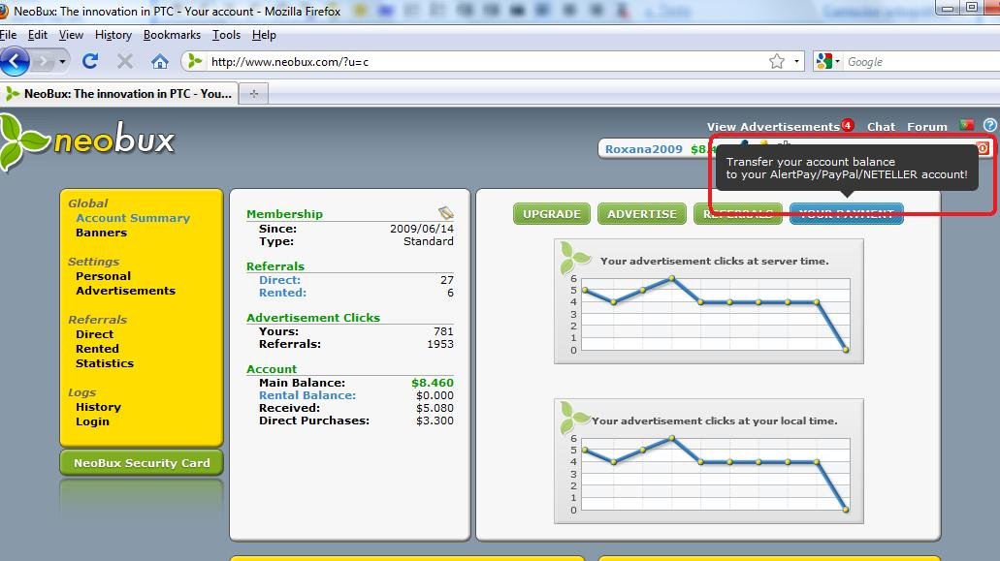 NeoBux: The innovation in PTC - Your account - Mozilla Firefox
File Edit View History Bookmarks Tools Help
http://www.neobux.com/?u=c
Google
NeoBux: The innovation in PTC - You...
neobux
View Advertisements 4 Chat Forum
Roxana2009 $8.4
Transfer your account balance
to your AlertPay/PayPal/NETELLER account!
UPGRADE ADVERTISE REFERRALS YOUR PAYMENT
Global
Account Summary
Banners
Settings
Personal
Advertisements
Referrals
Direct
Rented
Statistics
Logs
History
Login
NeoBux Security Card
Membership
Since: 2009/06/14
Type: Standard
Referrals
Direct: 27
Rented: 6
Advertisement Clicks
Yours: 781
Referrals: 1953
Account
Main Balance: $8.460
Rental Balance: $0.000
Received: $5.080
Direct Purchases: $3.300
Your advertisement clicks at server time.
6
5
4
3
2
1
0
Your advertisement clicks at your local time.
6
5
4
3
2
1
0